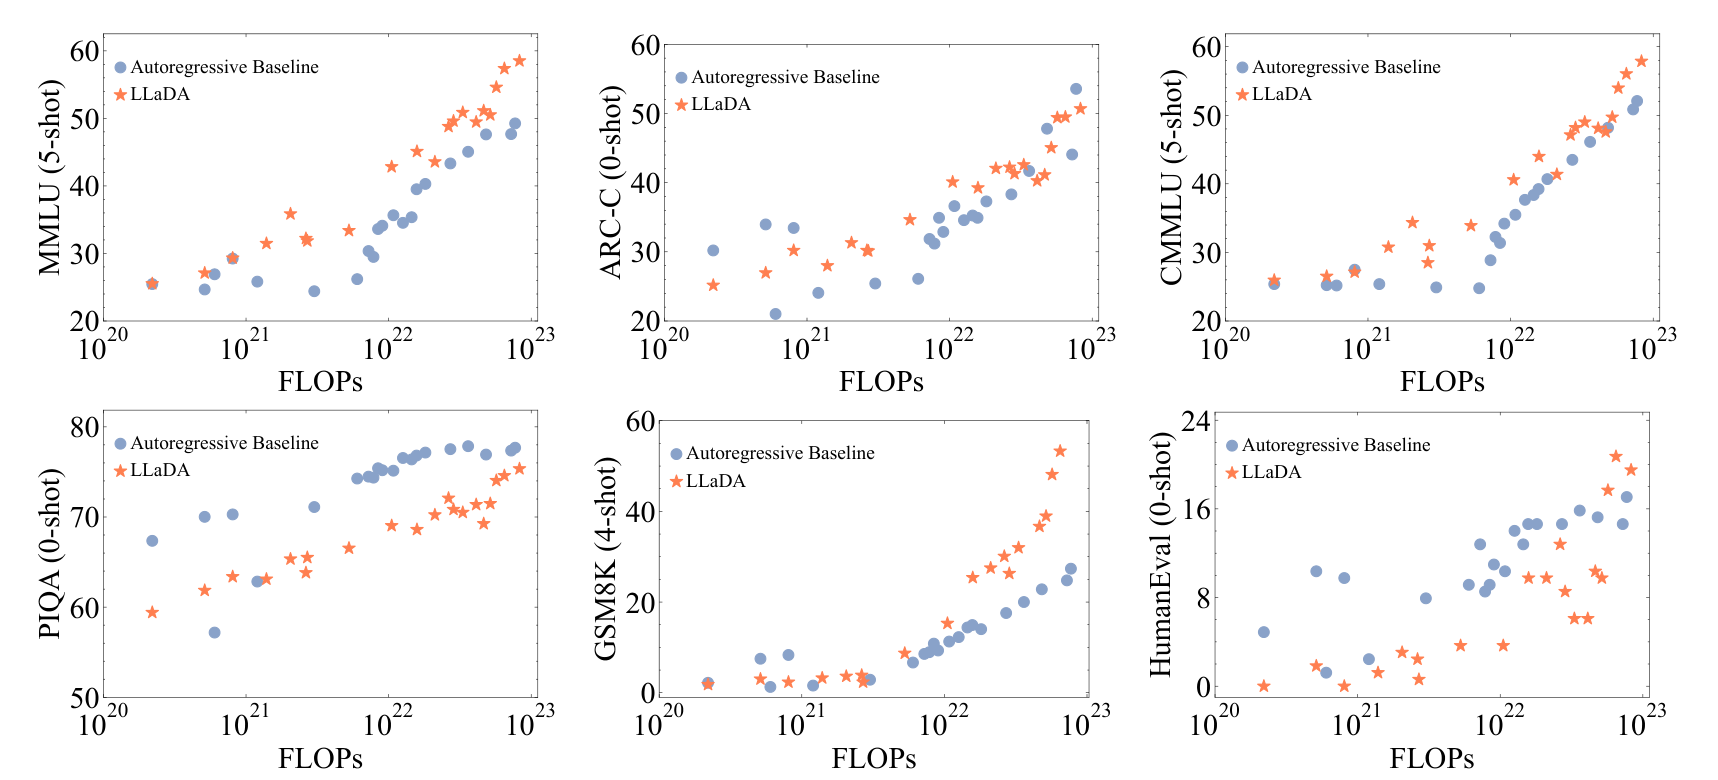 MMLU (5-shot)
60
50
40
30
20
Autoregressive Baseline
LLaDA
10^20
10^21
10^22
10^23
FLOPs
ARC-C (0-shot)
60
50
40
30
20
Autoregressive Baseline
LLaDA
10^20
10^21
10^22
10^23
FLOPs
CMMLU (5-shot)
60
50
40
30
20
Autoregressive Baseline
LLaDA
10^20
10^21
10^22
10^23
FLOPs
PIQA (0-shot)
80
70
60
50
Autoregressive Baseline
LLaDA
10^20
10^21
10^22
10^23
FLOPs
GSM8K (4-shot)
60
40
20
0
Autoregressive Baseline
LLaDA
10^20
10^21
10^22
10^23
FLOPs
HumanEval (0-shot)
24
16
8
0
Autoregressive Baseline
LLaDA
10^20
10^21
10^22
10^23
FLOPs